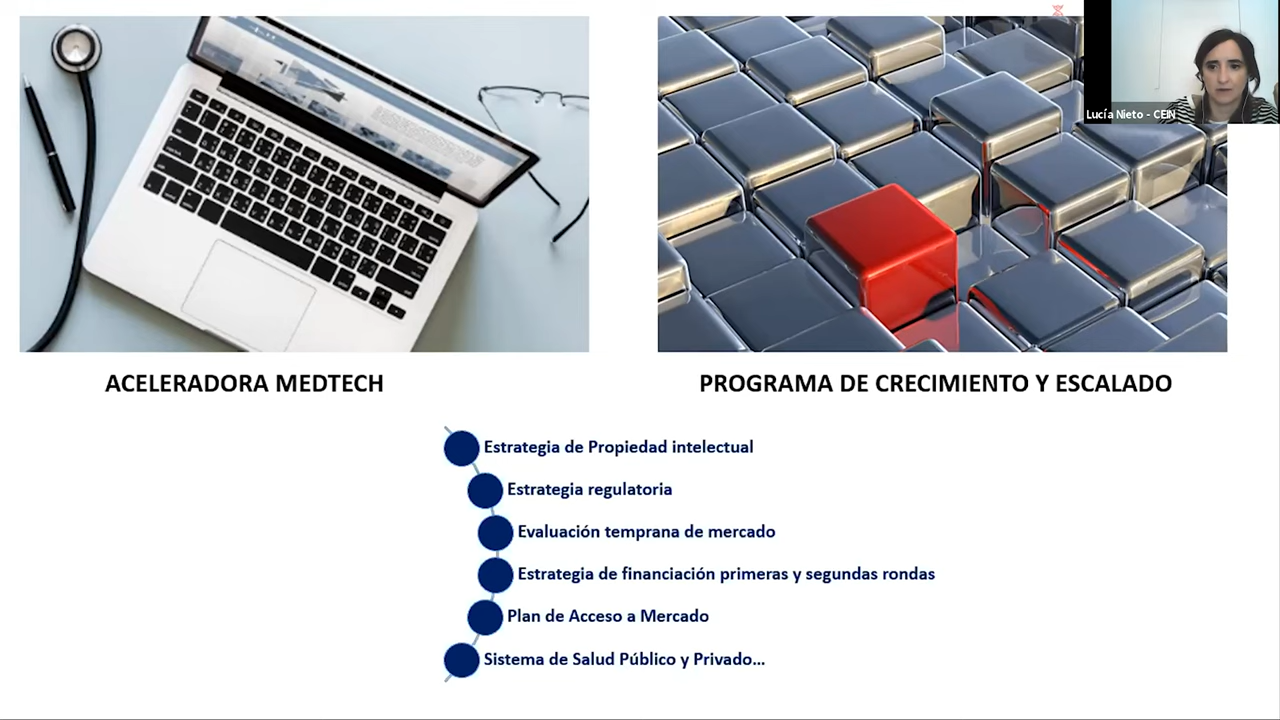 Lucía Nieto - CEIN
ACELERADORA MEDTECH
PROGRAMA DE CRECIMIENTO Y ESCALADO
Estrategia de Propiedad intelectual
Estrategia regulatoria
Evaluación temprana de mercado
Estrategia de financiación primeras y segundas rondas
Plan de Acceso a Mercado
Sistema de Salud Público y Privado...